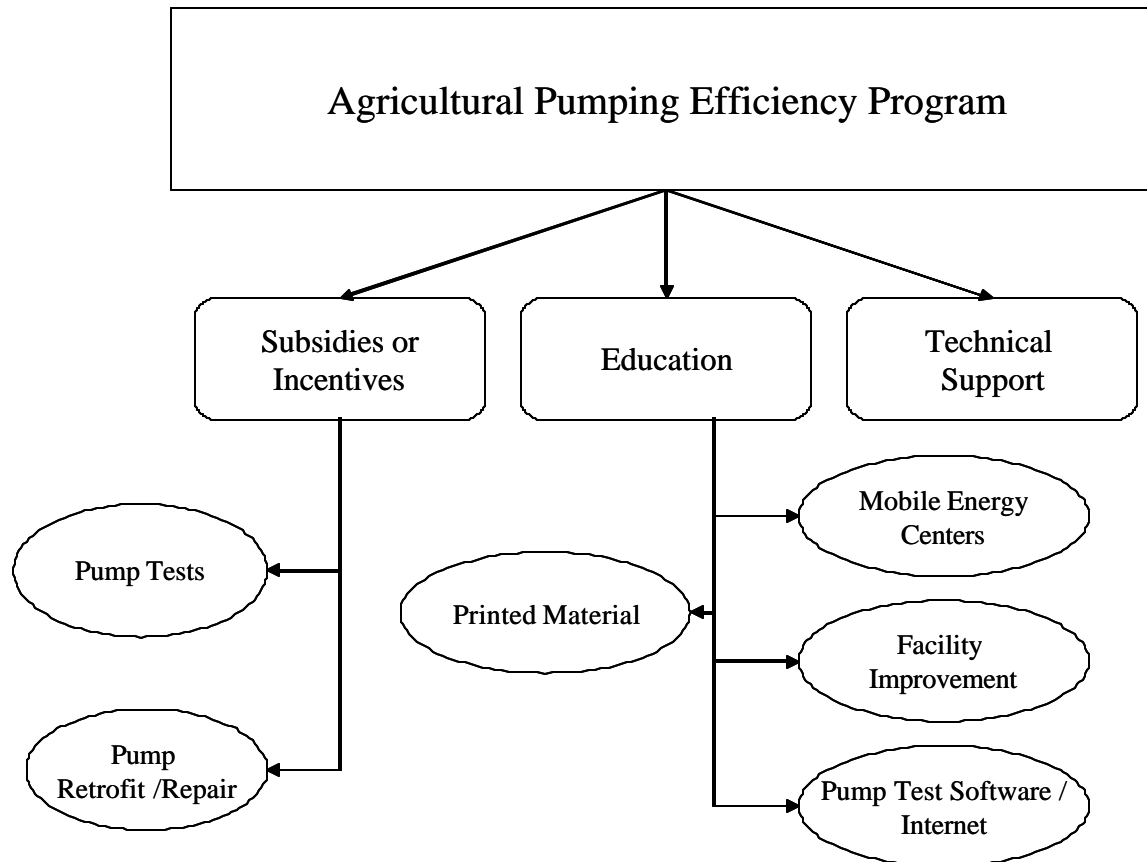 Agricultural Pumping Efficiency Program
Subsidies or
Incentives
Education
Technical
Support
Mobile Energy
Centers
Pump Tests
Printed Material
Facility
Improvement
Pump
Retrofit /Repair
Pump Test Software /
Internet